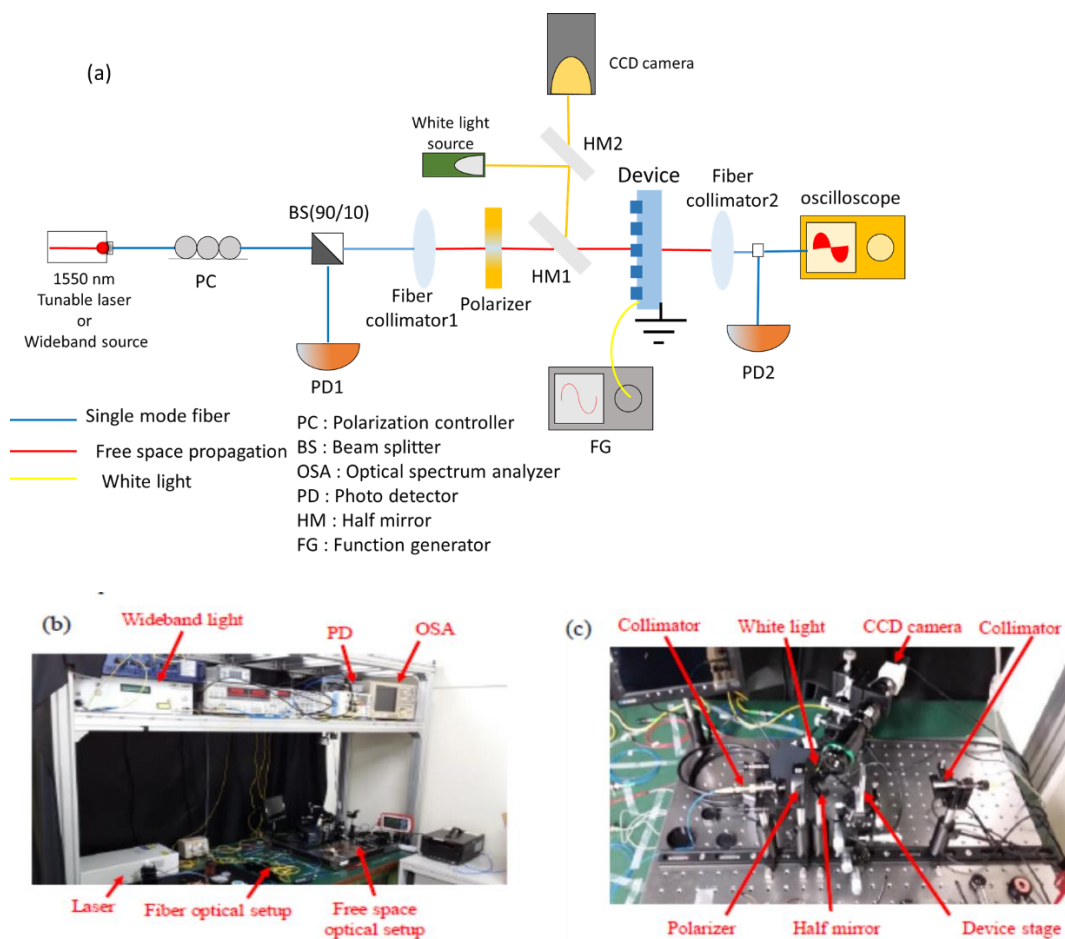 (a)
CCD camera
White light
source
HM2
Device
Fiber
collimator2
oscilloscope
BS(90/10)
1550 nm
Tunable laser
or
Wideband source
PC
Fiber
collimator1
Polarizer
HM1
PD1
PD2
FG
Single mode fiber
Free space propagation
White light
PC : Polarization controller
BS : Beam splitter
OSA : Optical spectrum analyzer
PD : Photo detector
HM : Half mirror
FG : Function generator
(b)
Wideband light
PD
OSA
Laser
Fiber optical setup
Free space
optical setup
(c)
Collimator
White light
CCD camera
Collimator
Polarizer
Half mirror
Device stage